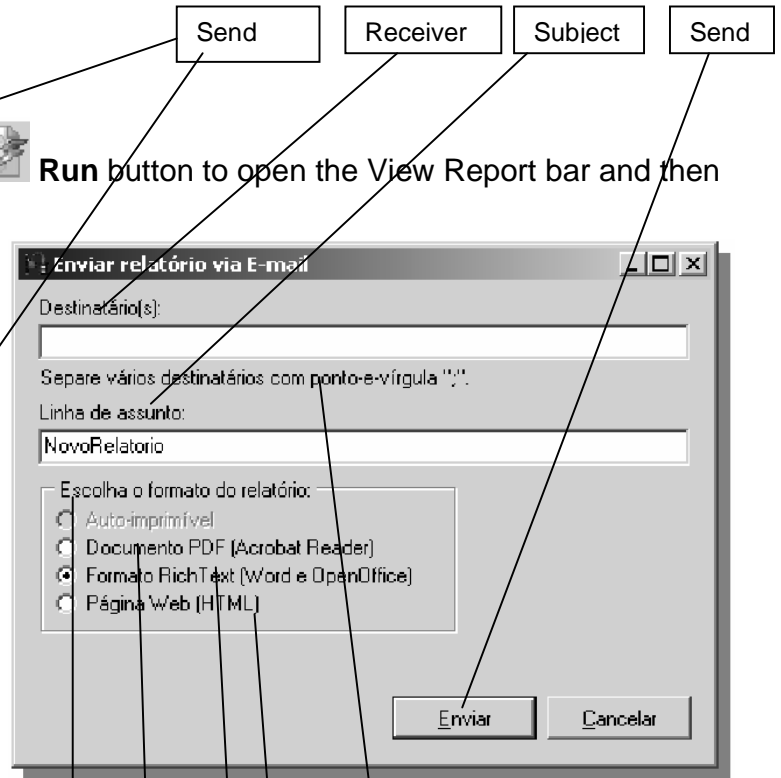 Send Receiver Subject Send
Run button to open the View Report bar and then
Enviar relatório via E-mail
Destinatário(s):
Separe vários destinatários com ponto-e-vírgula ";".
Linha de assunto:
NovoRelatorio
Escolha o formato do relatório:
Auto-imprimível
Documento PDF (Acrobat Reader)
Formato RichText (Word e OpenOffice)
Página Web (HTML)
Enviar Cancelar